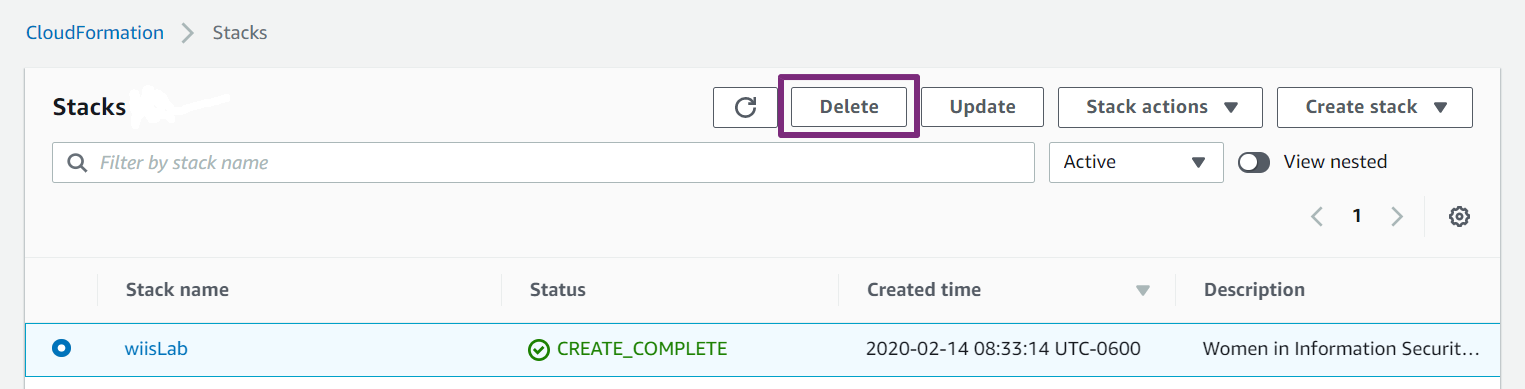 CloudFormation > Stacks
Stacks Delete Update Stack actions Create stack
Filter by stack name Active View nested
1
Stack name Status Created time Description
wiisLab CREATE_COMPLETE 2020-02-14 08:33:14 UTC-0600 Women in Information Securit...